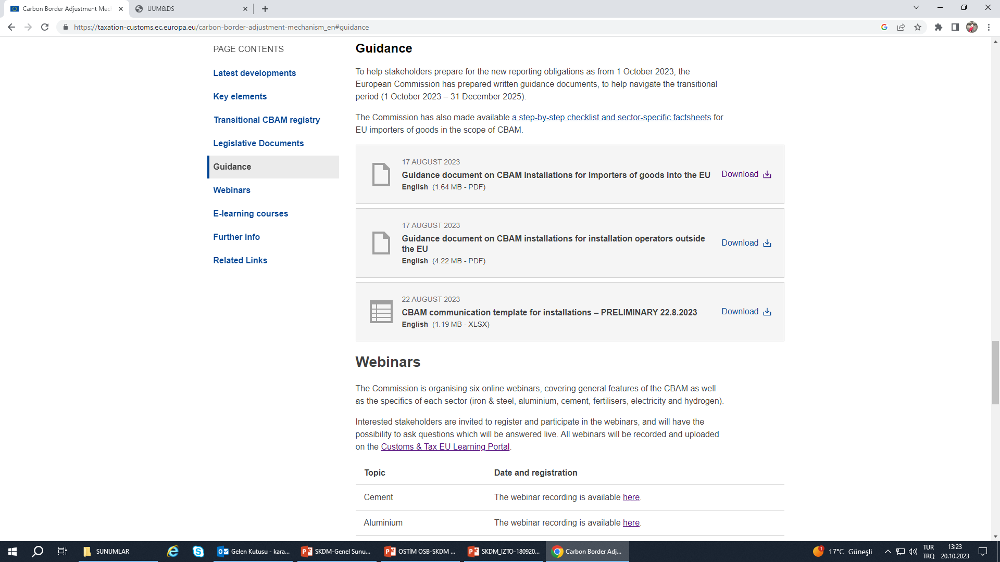 Carbon Border Adjustment Mec
UUM&DS
https://taxation-customs.ec.europa.eu/carbon-border-adjustment-mechanism_en#guidance
PAGE CONTENTS
Latest developments
Key elements
Transitional CBAM registry
Legislative Documents
Guidance
Webinars
E-learning courses
Further info
Related Links
Guidance
To help stakeholders prepare for the new reporting obligations as from 1 October 2023, the
European Commission has prepared written guidance documents, to help navigate the transitional
period (1 October 2023 – 31 December 2025).
The Commission has also made available a step-by-step checklist and sector-specific factsheets for
EU importers of goods in the scope of CBAM.
17 AUGUST 2023
Guidance document on CBAM installations for importers of goods into the EU
English (1.64 MB - PDF)
Download
17 AUGUST 2023
Guidance document on CBAM installations for installation operators outside
the EU
English (4.22 MB - PDF)
Download
22 AUGUST 2023
CBAM communication template for installations – PRELIMINARY 22.8.2023
English (1.19 MB - XLSX)
Download
Webinars
The Commission is organising six online webinars, covering general features of the CBAM as well
as the specifics of each sector (iron & steel, aluminium, cement, fertilisers, electricity and hydrogen).
Interested stakeholders are invited to register and participate in the webinars, and will have the
possibility to ask questions which will be answered live. All webinars will be recorded and uploaded
on the Customs & Tax EU Learning Portal.
Topic Date and registration
Cement The webinar recording is available here.
Aluminium The webinar recording is available here.
SUNUMLAR
Gelen Kutusu - kara...
SKDM-Genel Sunu...
OSTİM OSB-SKDM ...
SKDM_IZTO-180920...
Carbon Border Adj...
1
17°C Güneşli
TUR
TRQ
13:23
20.10.2023